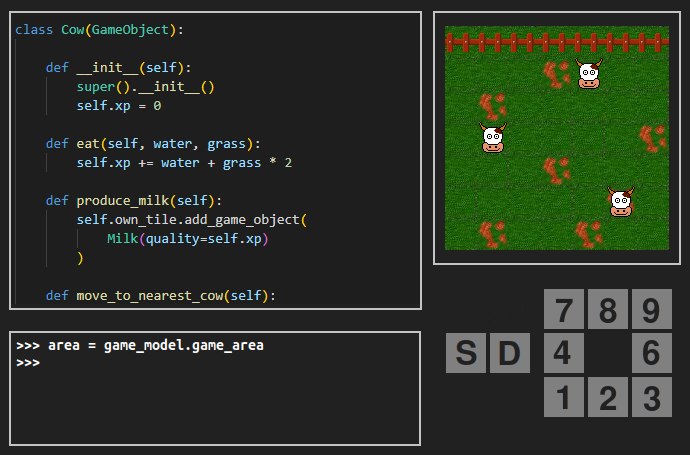 class Cow(GameObject):
def __init__(self):
super().__init__()
self.xp = 0
def eat(self, water, grass):
self.xp += water + grass * 2
def produce_milk(self):
self.own_tile.add_game_object(
Milk(quality=self.xp)
)
def move_to_nearest_cow(self):
>>> area = game_model.game_area
>>>
7 8 9
S D 4 6
1 2 3